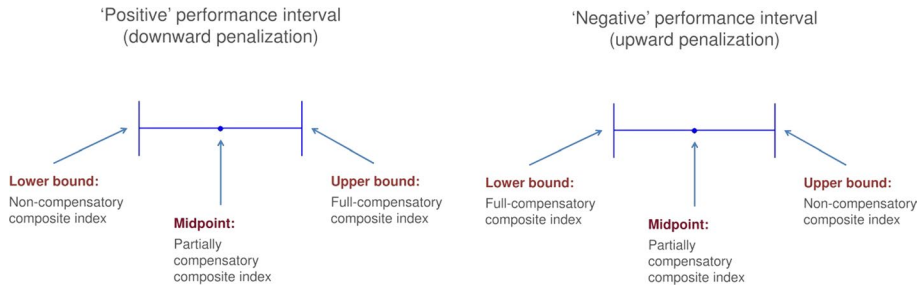 ‘Positive’ performance interval
(downward penalization)
Lower bound:
Non-compensatory
composite index
Midpoint:
Partially
compensatory
composite index
Upper bound:
Full-compensatory
composite index
‘Negative’ performance interval
(upward penalization)
Lower bound:
Full-compensatory
composite index
Midpoint:
Partially
compensatory
composite index
Upper bound:
Non-compensatory
composite index